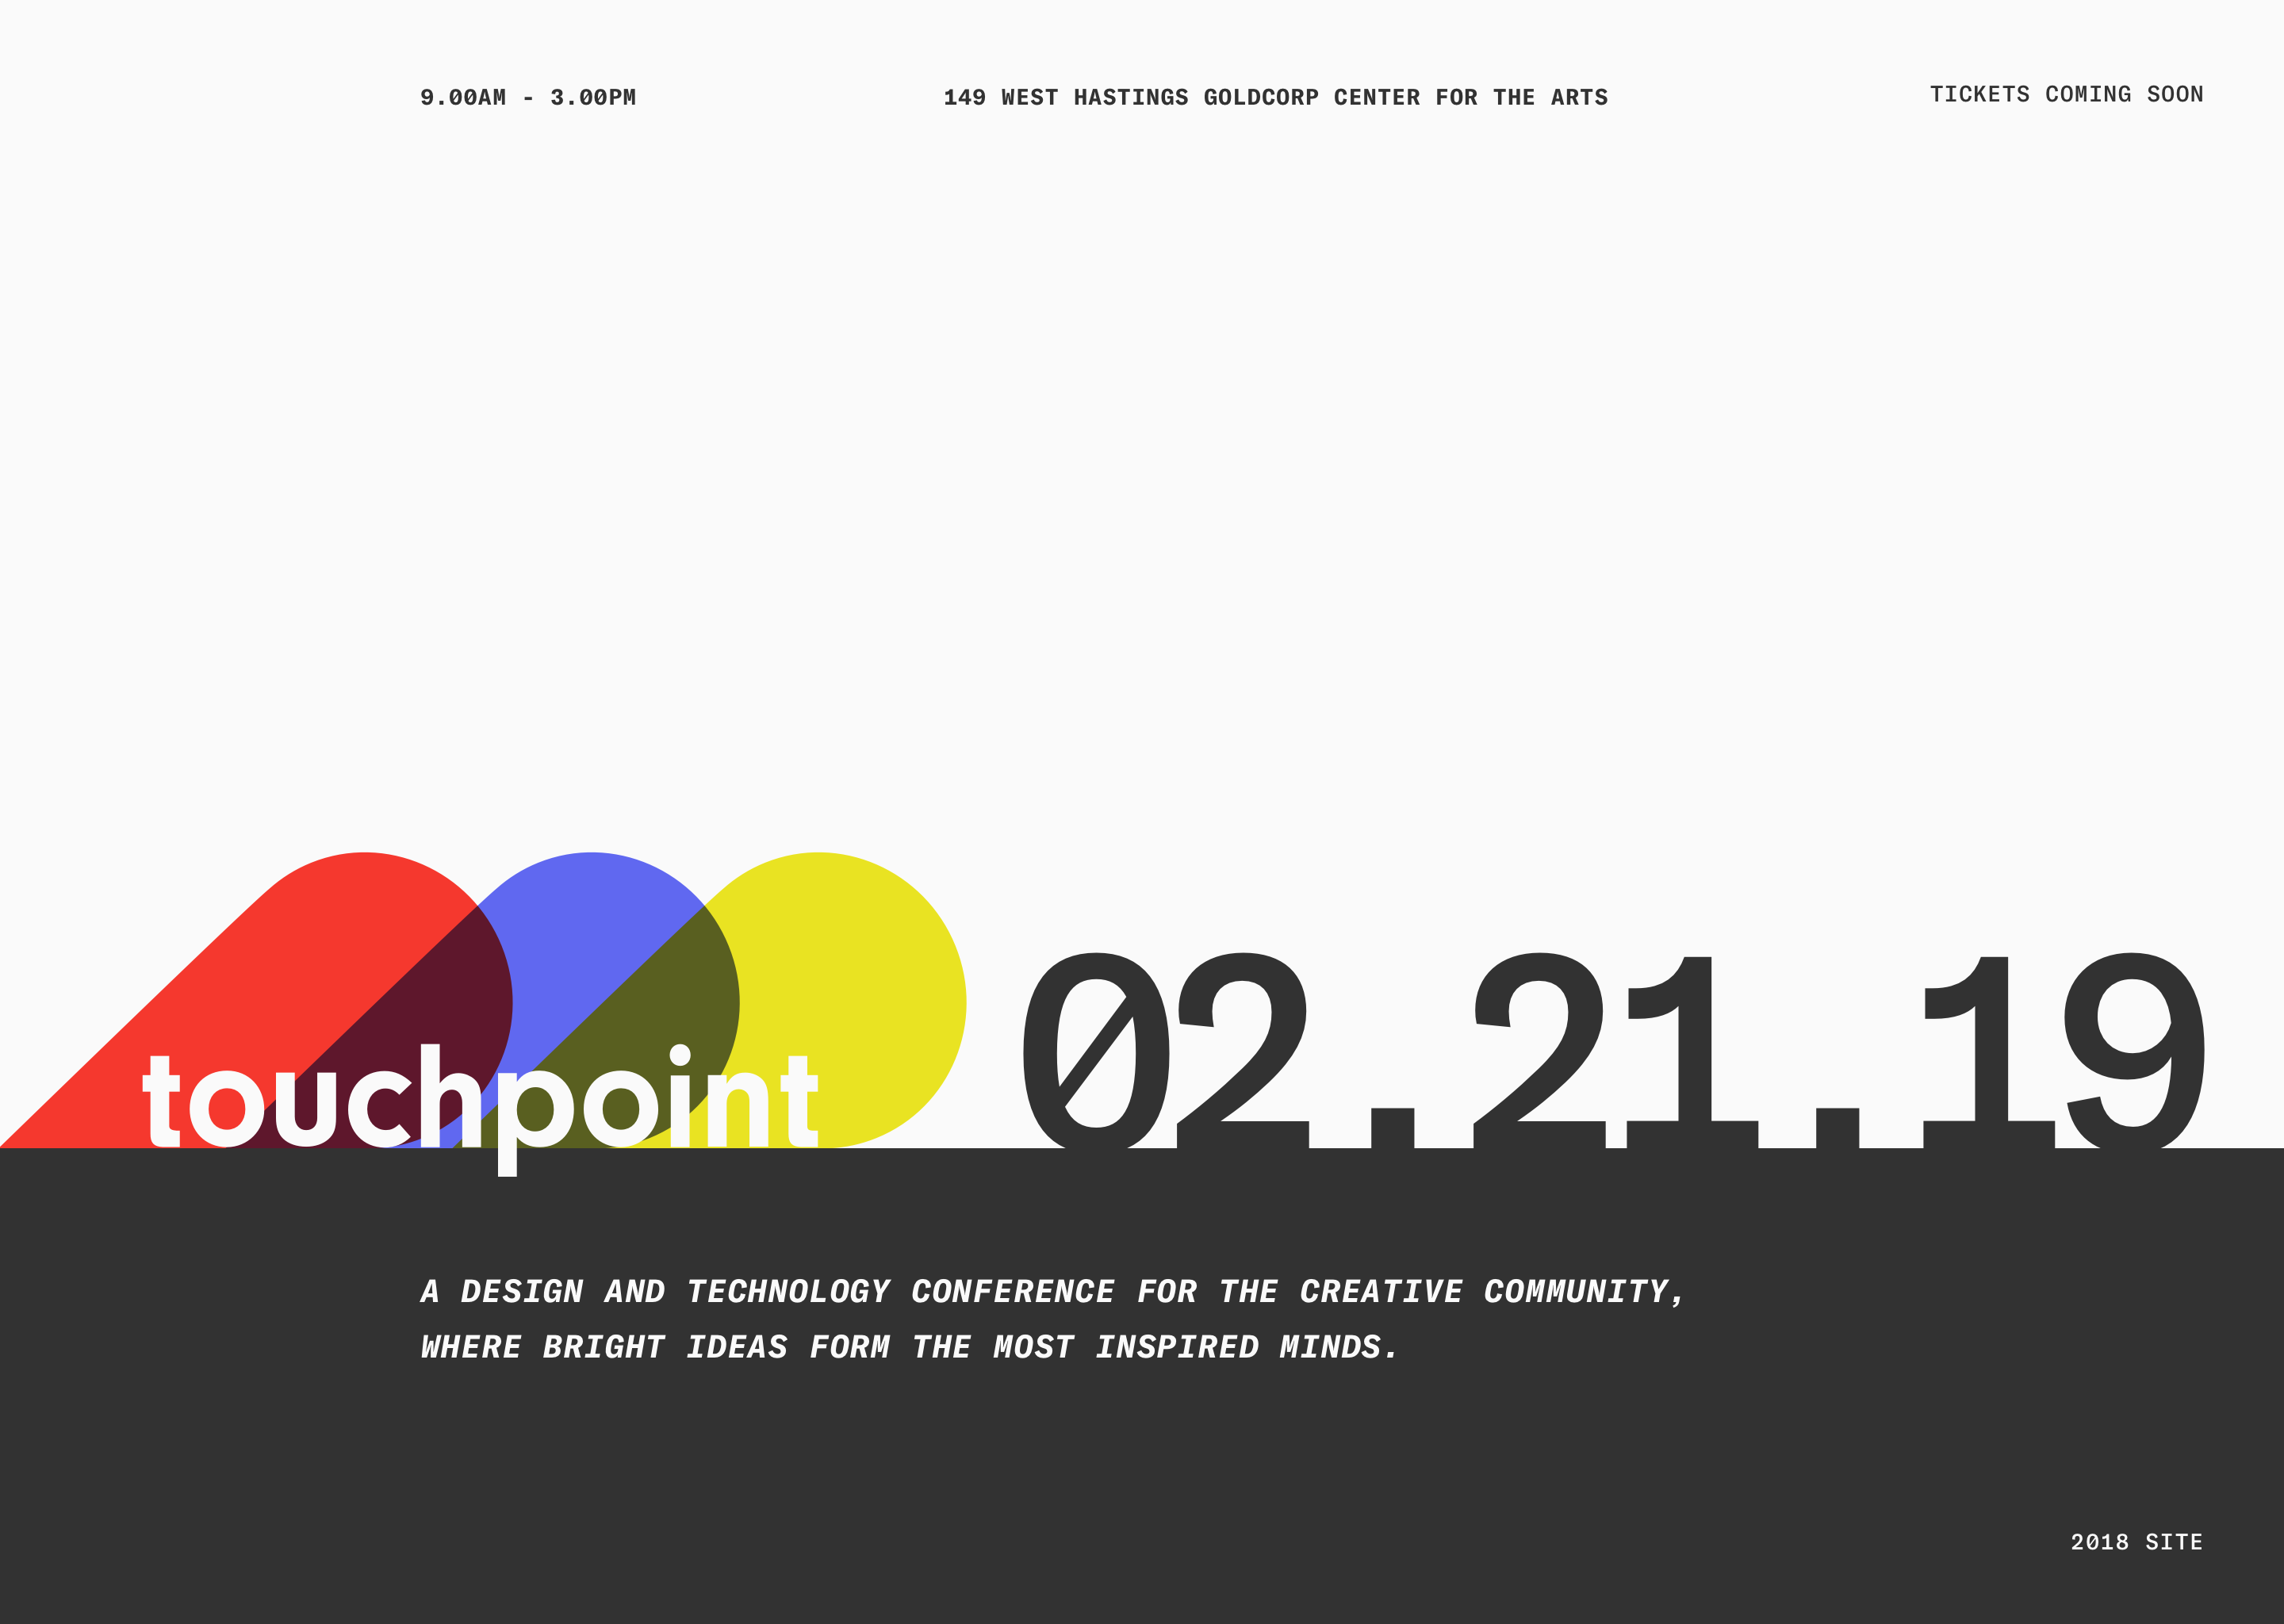 9.00AM - 3.00PM
149 WEST HASTINGS GOLDCORP CENTER FOR THE ARTS
TICKETS COMING SOON
touchpoint
02.21.19
A DESIGN AND TECHNOLOGY CONFERENCE FOR THE CREATIVE COMMUNITY,
WHERE BRIGHT IDEAS FORM THE MOST INSPIRED MINDS.
2018 SITE